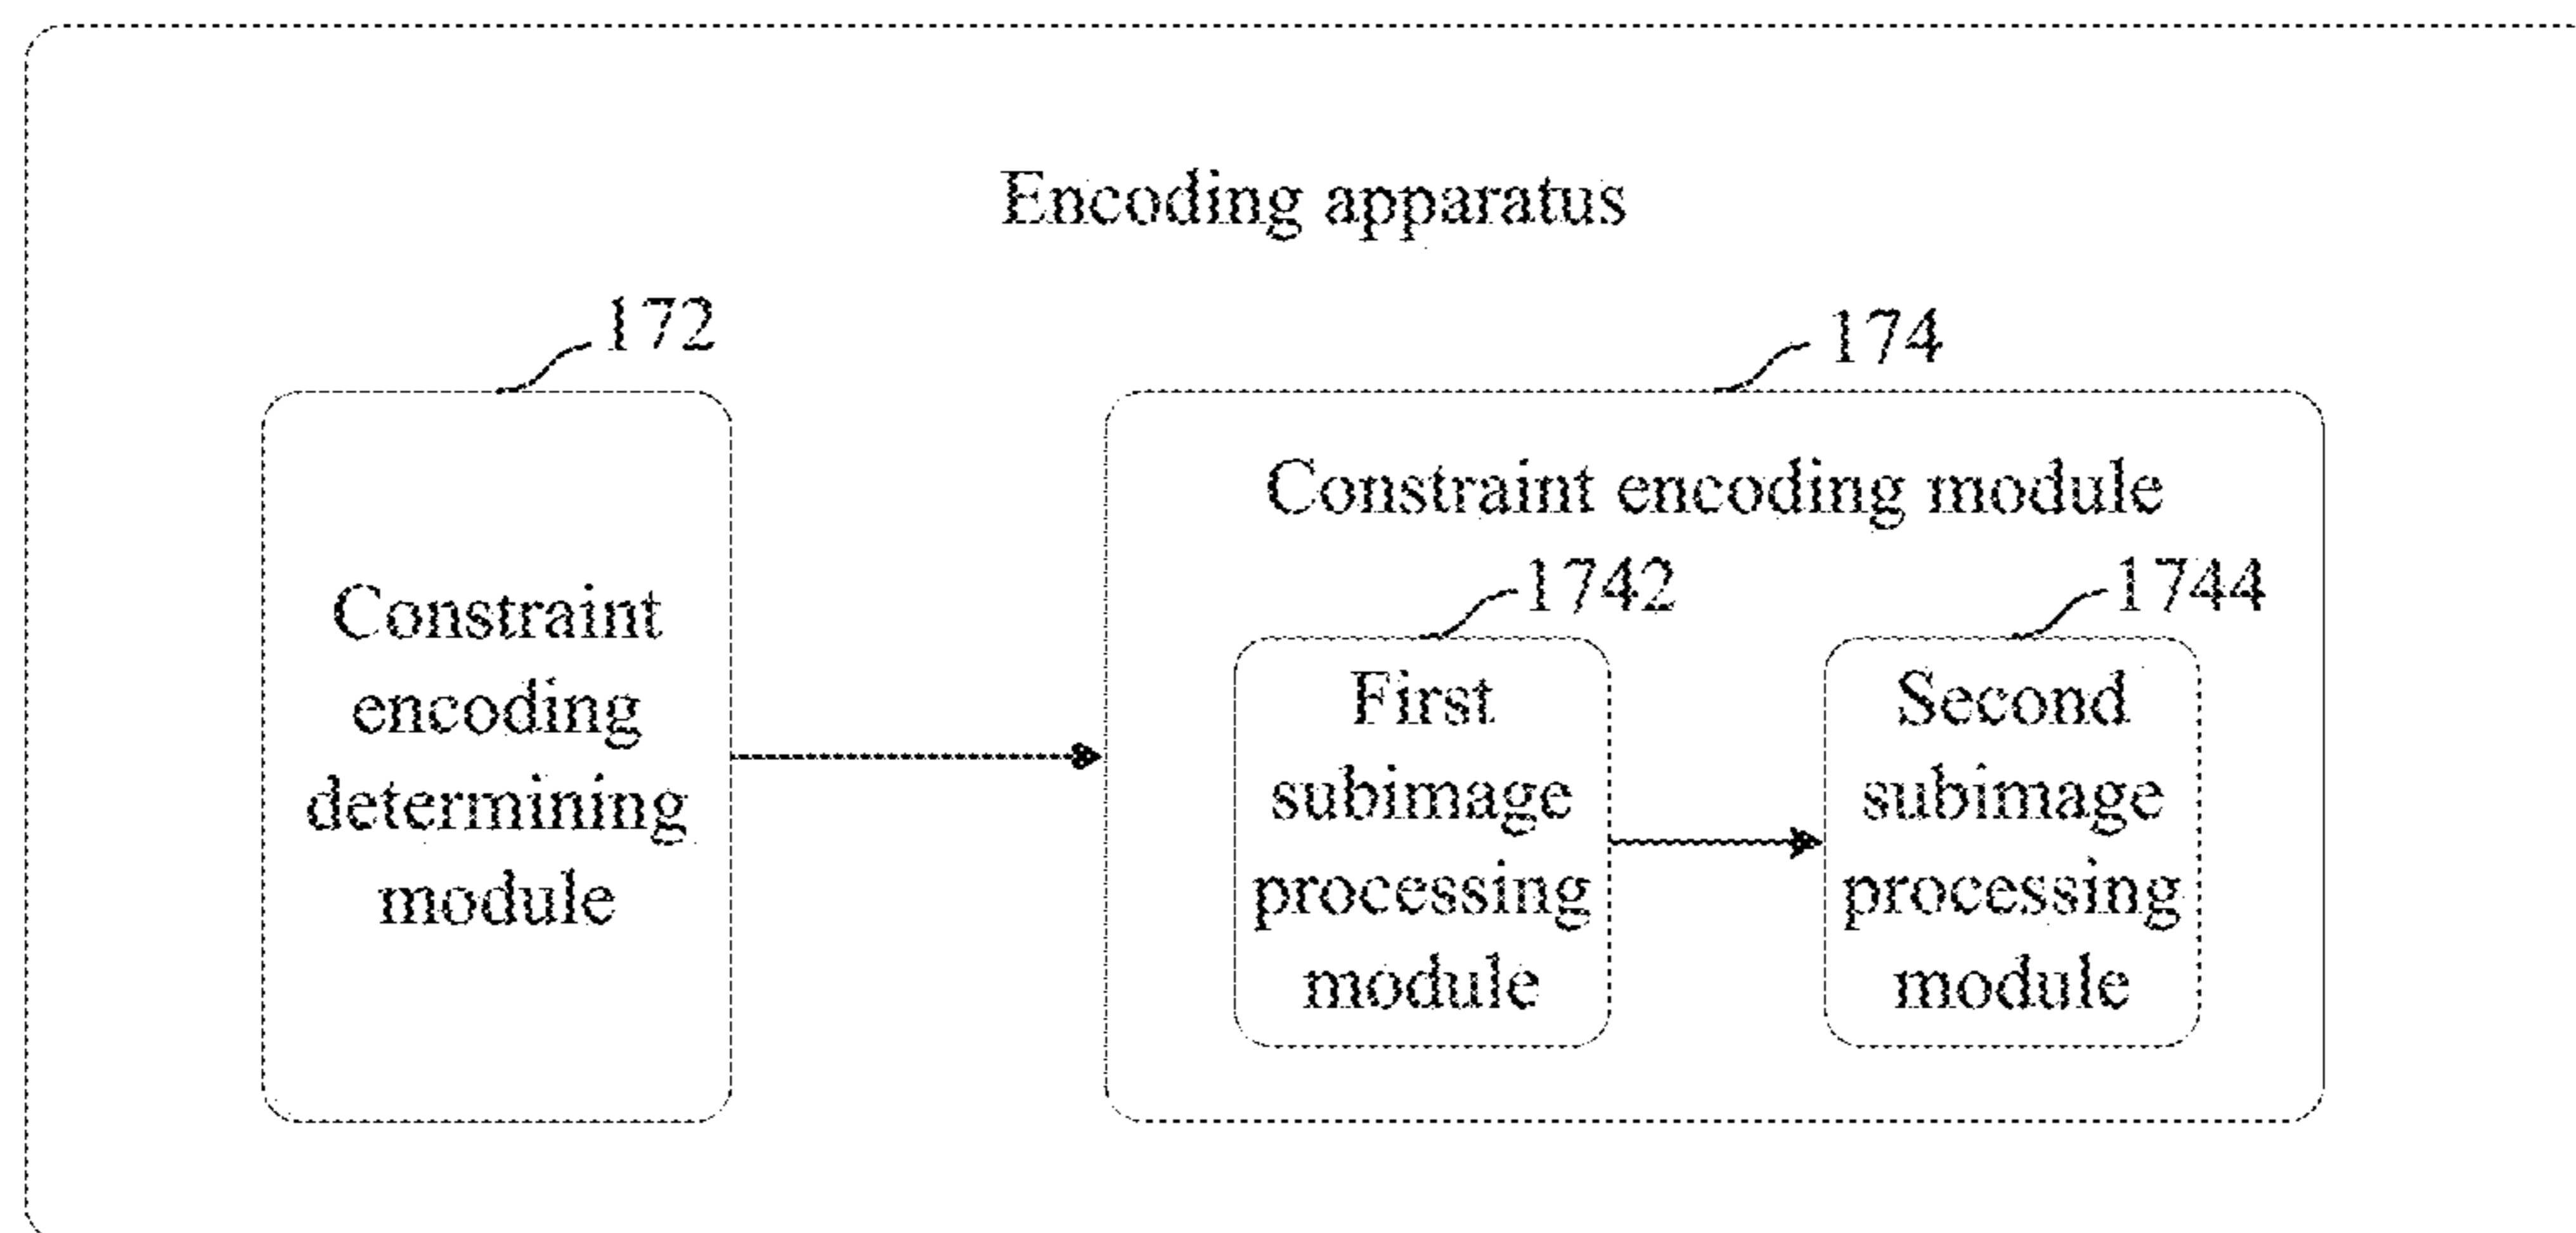 Encoding apparatus
172
174
Constraint
encoding
determining
module
Constraint encoding module
1742
1744
First
subimage
processing
module
Second
subimage
processing
module